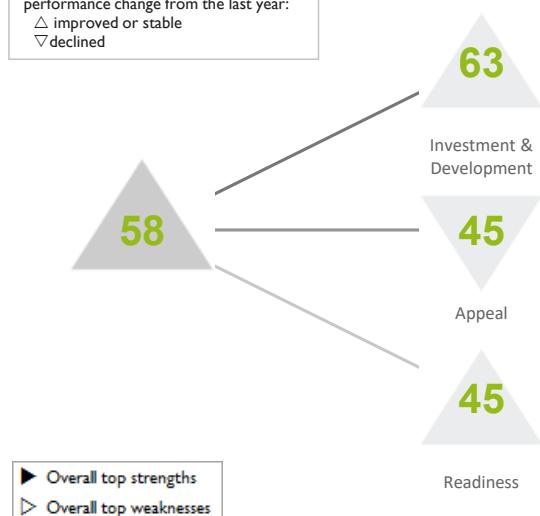 performance change from the last year:
△ improved or stable
▽ declined
63
Investment &
Development
58
45
Appeal
45
Readiness
▶ Overall top strengths
▷ Overall top weaknesses